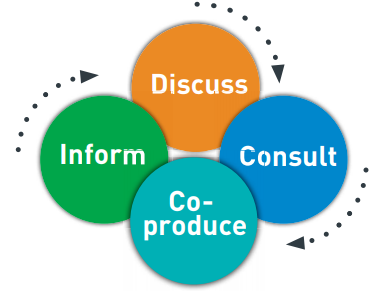 Discuss
Inform
Consult
Co-
produce